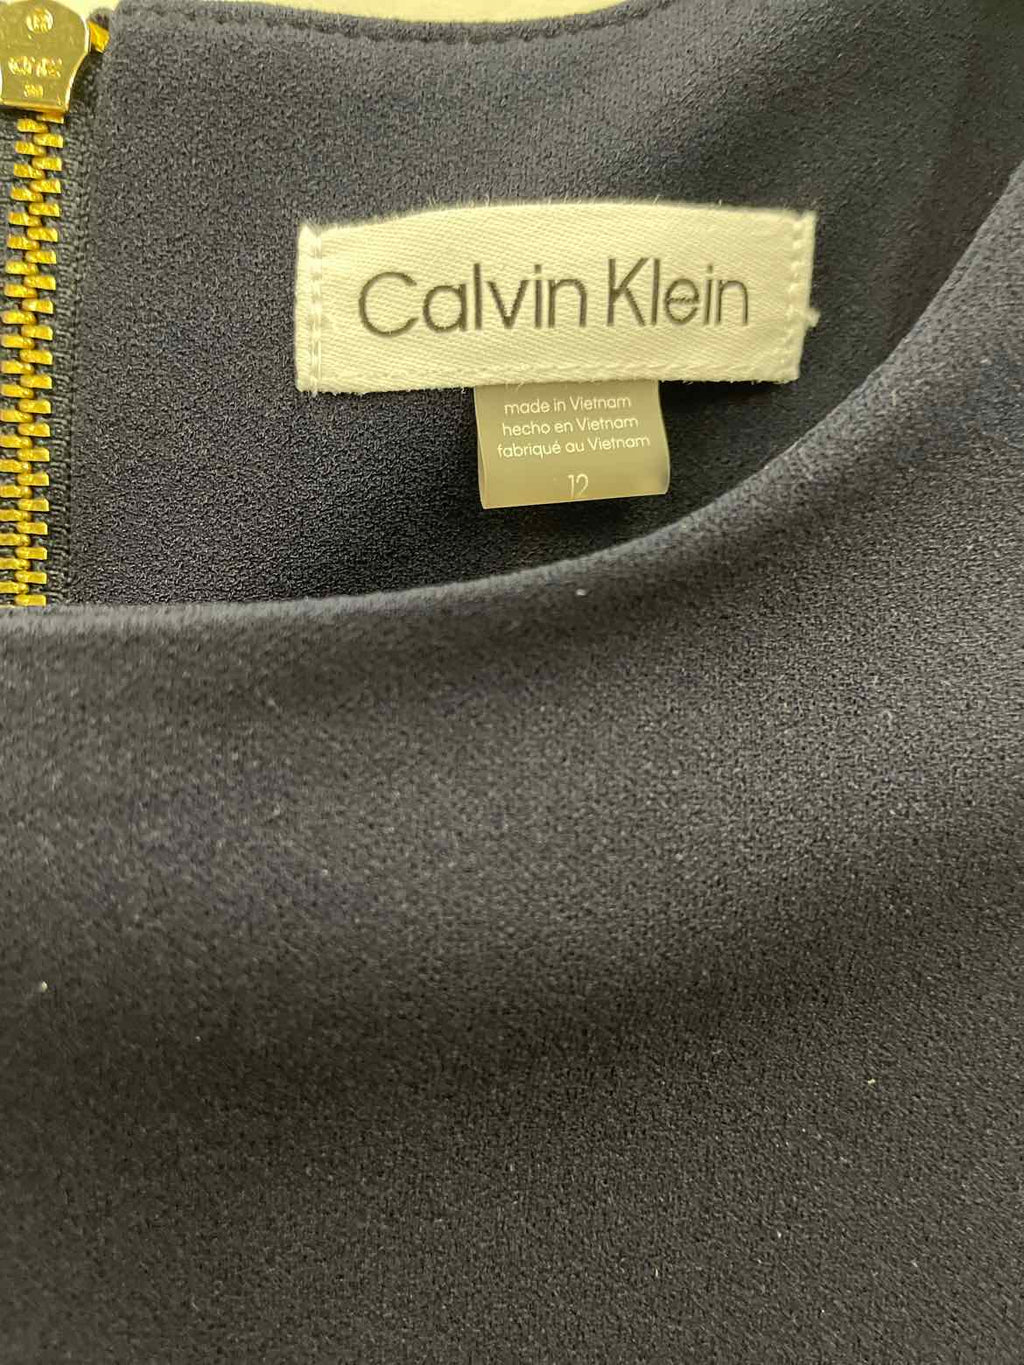 Calvin Klein
made in Vietnam
hecho en Vietnam
fabriqué au Vietnam
12